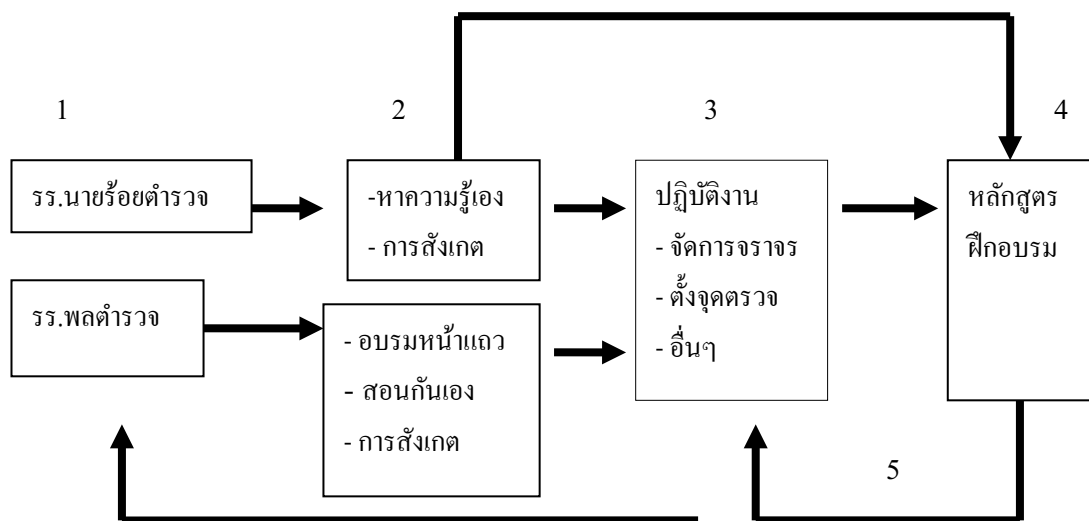 1
2
3
4
รร.นายร้อยตำรวจ
-หาความรู้เอง
- การสังเกต
ปฏิบัติงาน
- จัดการจราจร
- ตั้งจุดตรวจ
- อื่นๆ
หลักสูตร
ฝึกอบรม
รร.พลตำรวจ
- อบรมหน้าแถว
- สอนกันเอง
- การสังเกต
5